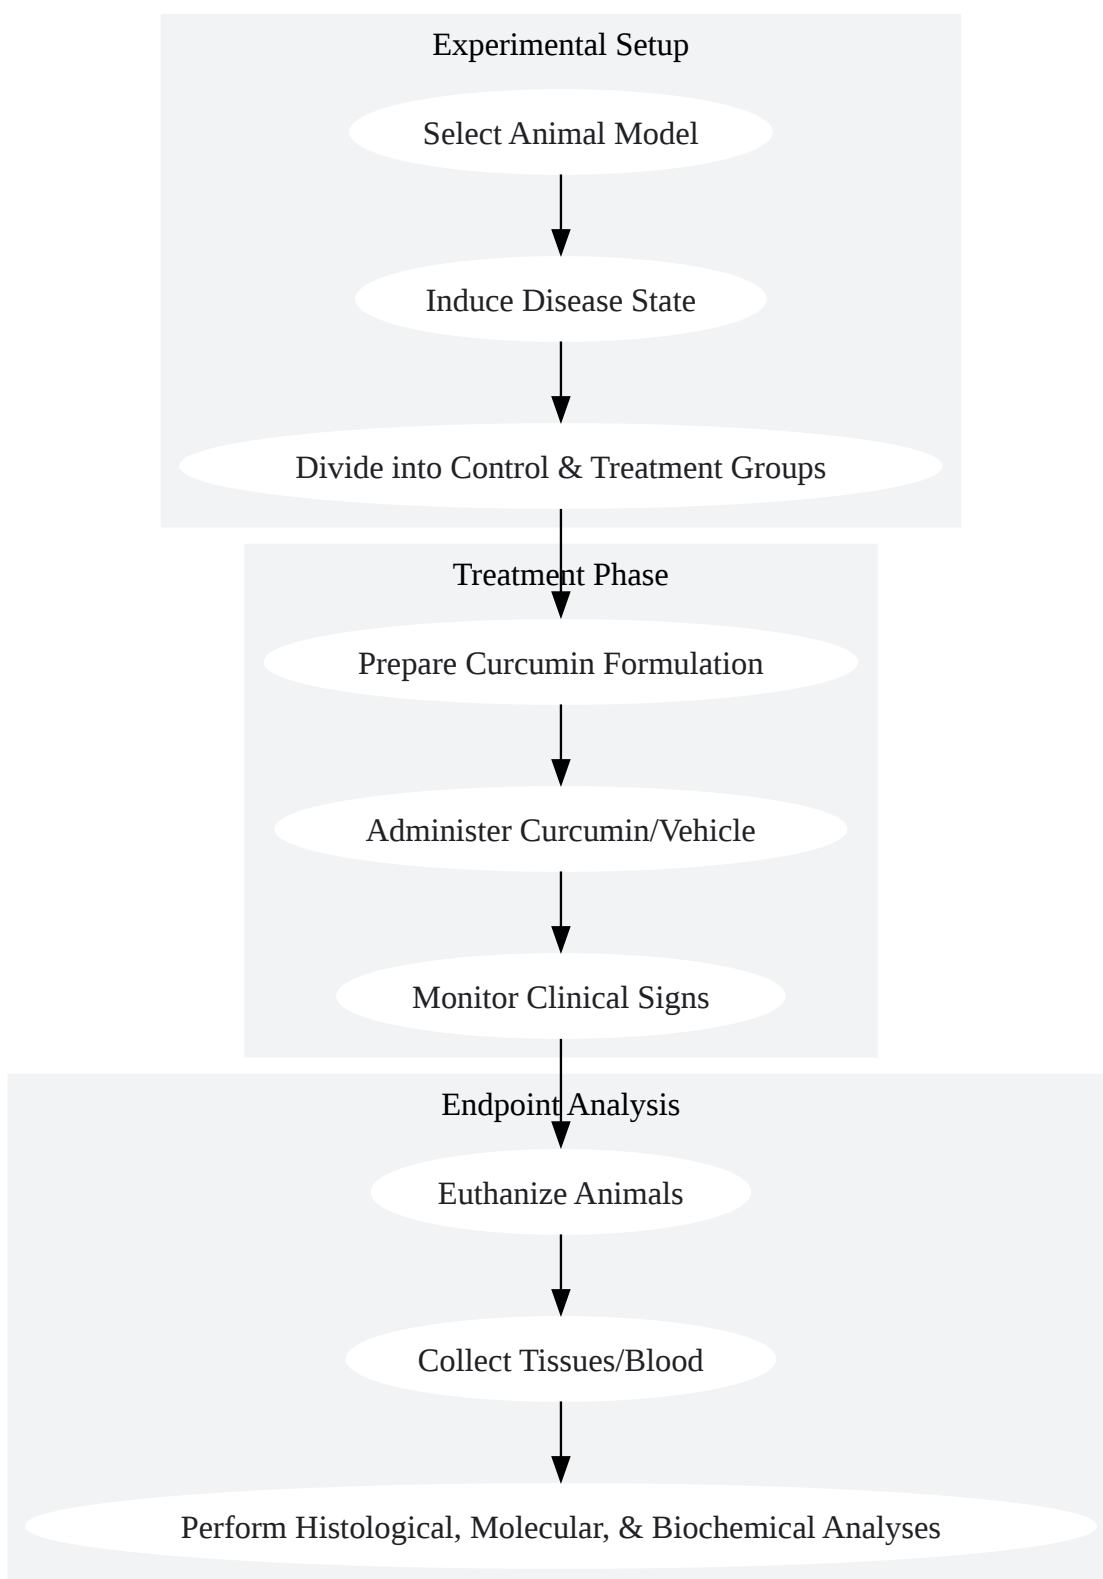 Experimental Setup
Select Animal Model
Induce Disease State
Divide into Control & Treatment Groups
Treatment Phase
Prepare Curcumin Formulation
Administer Curcumin/Vehicle
Monitor Clinical Signs
Endpoint Analysis
Euthanize Animals
Collect Tissues/Blood
Perform Histological, Molecular, & Biochemical Analyses